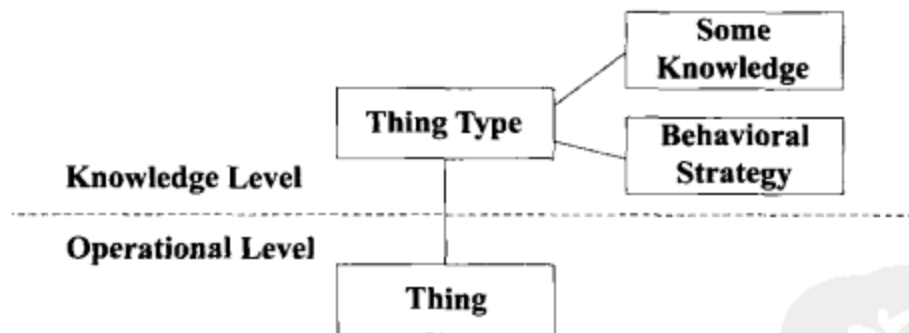 Some
Knowledge
Thing Type
Behavioral
Strategy
Knowledge Level
Operational Level
Thing